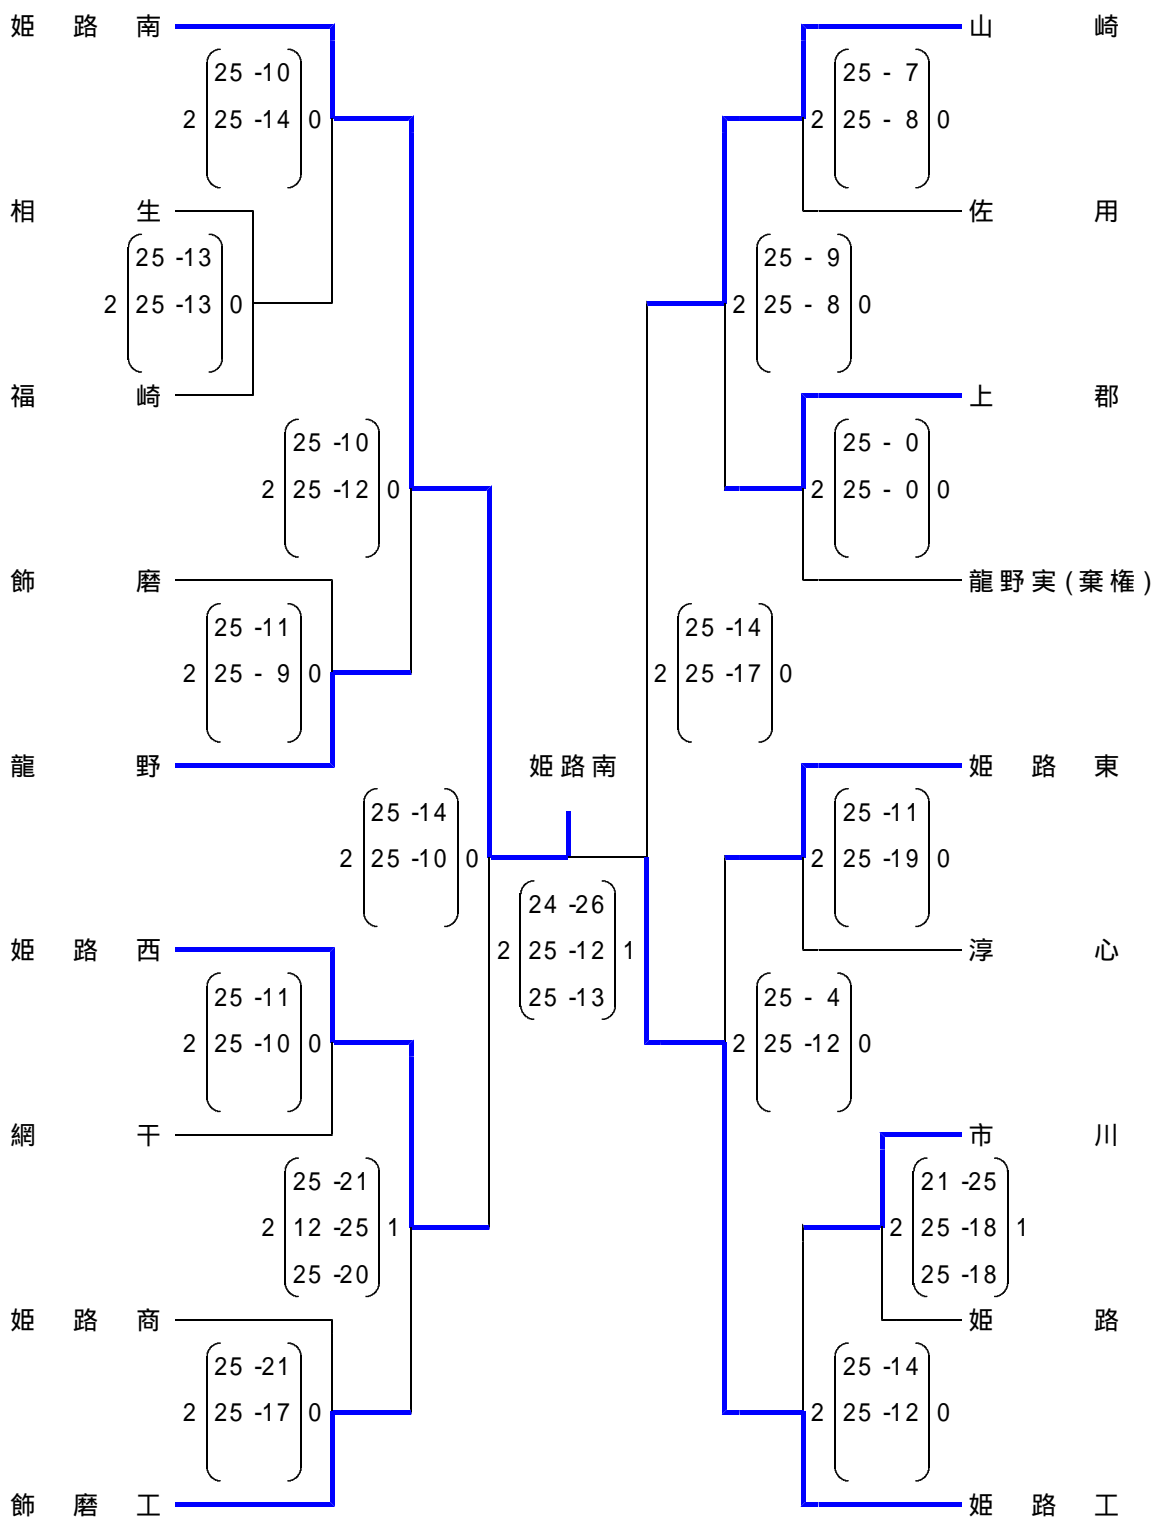 姫路南
25 -10
2 25 -14 0
相生
25 -13
2 25 -13 0
福崎
25 -10
2 25 -12 0
飾磨
25 -11
2 25 - 9 0
龍野
25 -14
2 25 -10 0
姫路西
25 -11
2 25 -10 0
網干
25 -21
2 12 -25 1
25 -20
姫路商
25 -21
2 25 -17 0
飾磨工
姫路南
24 -26
2 25 -12 1
25 -13
山崎
25 - 7
2 25 - 8 0
佐用
25 - 9
2 25 - 8 0
上郡
25 - 0
2 25 - 0 0
龍野実(棄権)
25 -14
2 25 -17 0
姫路東
25 -11
2 25 -19 0
淳心
25 - 4
2 25 -12 0
市川
21 -25
2 25 -18 1
25 -18
姫路
25 -14
2 25 -12 0
姫路工